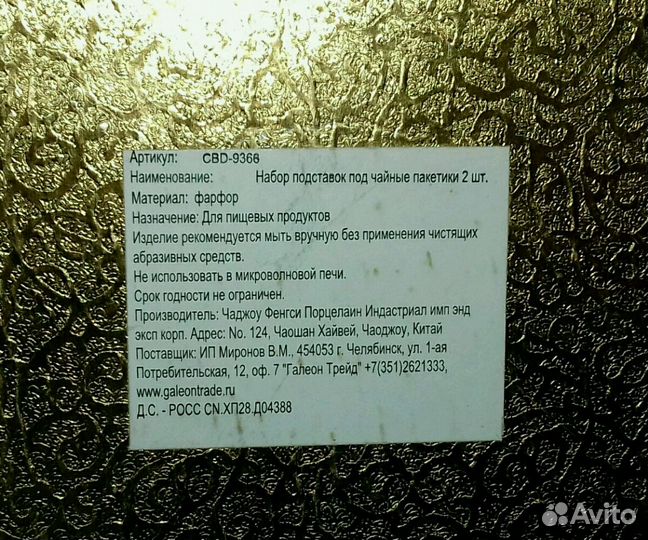 Артикул: CBD-9366
Наименование: Набор подставок под чайные пакетики 2 шт.
Материал: фарфор
Назначение: Для пищевых продуктов
Изделие рекомендуется мыть вручную без применения чистящих
абразивных средств.
Не использовать в микроволновой печи.
Срок годности не ограничен.
Производитель: Чаджоу Фенгси Порцелаин Индастриал имп энд
эксп корп. Адрес: No. 124, Чаошан Хайвей, Чаоджоу, Китай
Поставщик: ИП Миронов В.М., 454053 г. Челябинск, ул. 1-ая
Потребительская, 12, оф. 7 "Галеон Трейд" +7(351)2621333,
www.galeontrade.ru
Д.С. - РОСС CN.ХП28.Д04388
Avito